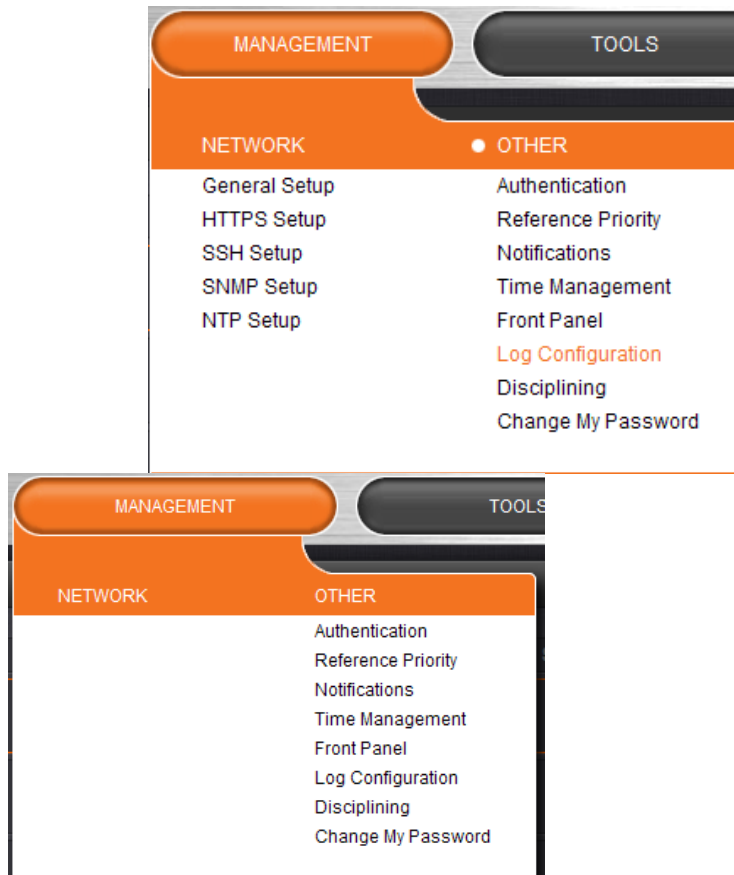 MANAGEMENT
TOOLS
NETWORK
OTHER
General Setup
HTTPS Setup
SSH Setup
SNMP Setup
NTP Setup
Authentication
Reference Priority
Notifications
Time Management
Front Panel
Log Configuration
Disciplining
Change My Password
MANAGEMENT
TOOLS
NETWORK
OTHER
Authentication
Reference Priority
Notifications
Time Management
Front Panel
Log Configuration
Disciplining
Change My Password